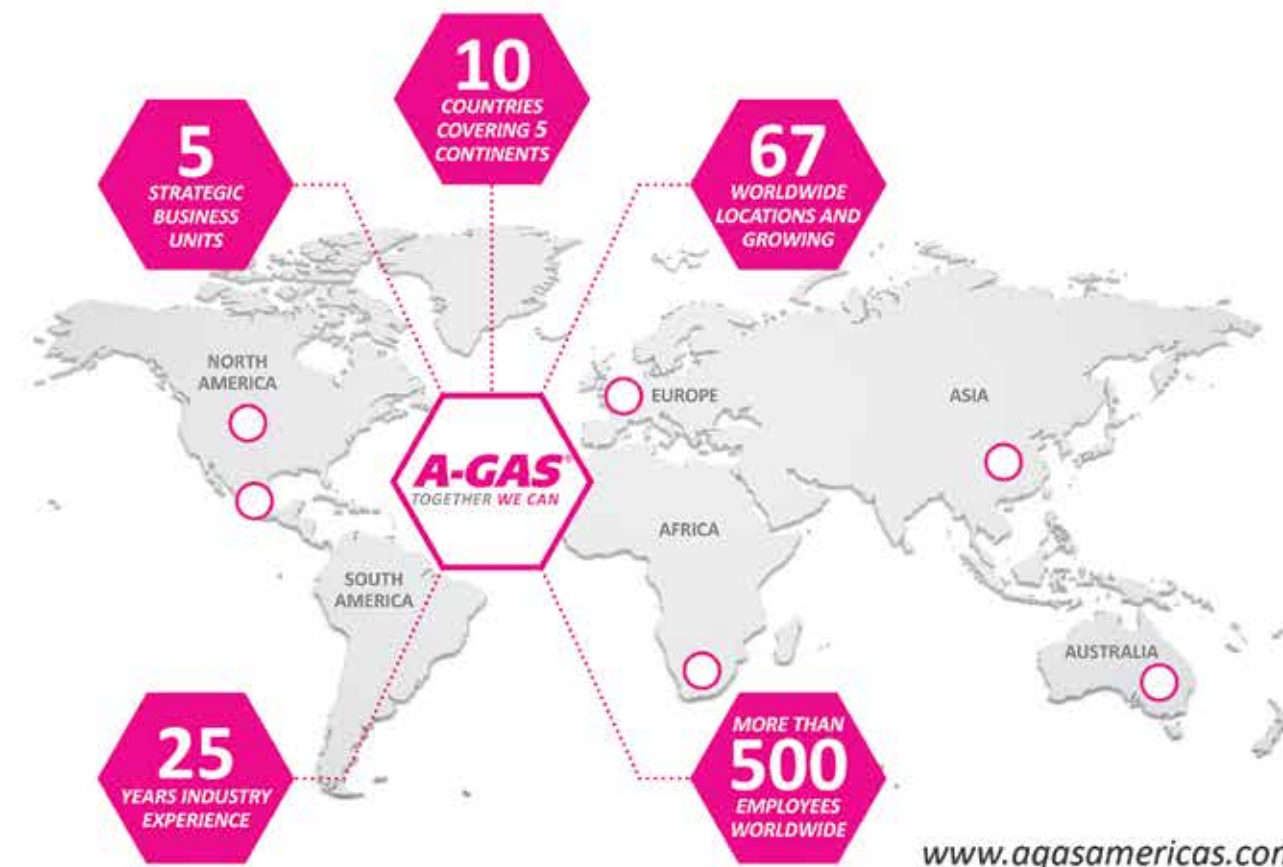 10
COUNTRIES
COVERING 5
CONTINENTS
5
STRATEGIC
BUSINESS
UNITS
67
WORLDWIDE
LOCATIONS AND
GROWING
NORTH
AMERICA
EUROPE
ASIA
A-GAS®
TOGETHER WE CAN
AFRICA
SOUTH
AMERICA
AUSTRALIA
25
YEARS INDUSTRY
EXPERIENCE
MORE THAN
500
EMPLOYEES
WORLDWIDE
www.agasamericas.com